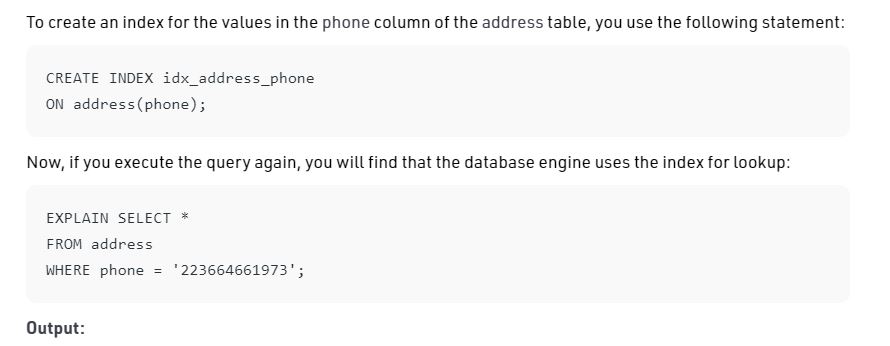 To create an index for the values in the phone column of the address table, you use the following statement:
CREATE INDEX idx_address_phone
ON address(phone);
Now, if you execute the query again, you will find that the database engine uses the index for lookup:
EXPLAIN SELECT *
FROM address
WHERE phone = '223664661973';
Output: